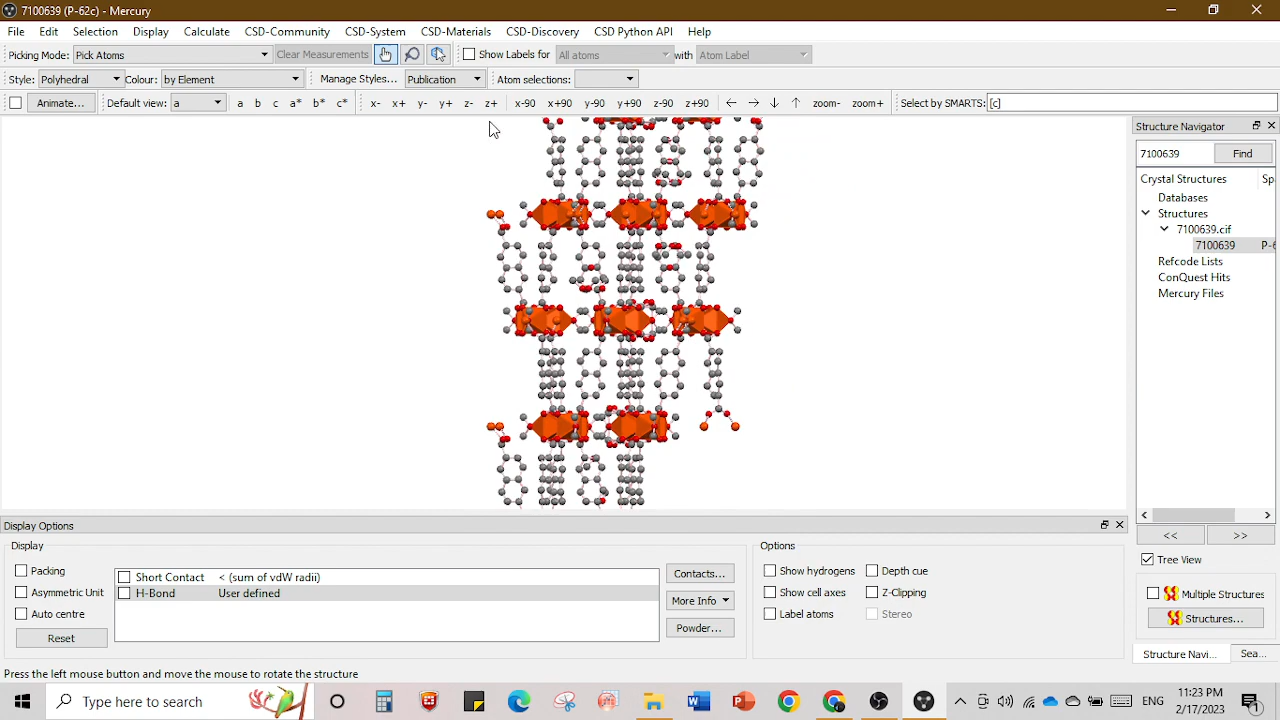 7100639 (P-62c) - Mercury
File Edit Selection Display Calculate CSD-Community CSD-System CSD-Materials CSD-Discovery CSD Python API Help
Picking Mode: Pick Atoms Clear Measurements Show Labels for All atoms with Atom Label
Style: Polyhedral Colour: by Element Manage Styles... Publication Atom selections:
Animate... Default view: a a b c a* b* c* x- x+ y- y+ z- z+ x-90 x+90 y-90 y+90 z-90 z+90 zoom- zoom+ Select by SMARTS: [c]
Structure Navigator
7100639 Find
Crystal Structures Spa
Databases
Structures
7100639.cif
7100639 P-6
Refcode Lists
ConQuest Hits
Mercury Files
<< >>
Tree View
Multiple Structures
Structures...
Structure Navi... Sea...
Display Options
Display
Packing
Asymmetric Unit
Auto centre
Reset
Short Contact < (sum of vdW radii)
H-Bond User defined
Contacts...
More Info
Powder...
Options
Show hydrogens Depth cue
Show cell axes Z-Clipping
Label atoms Stereo
Press the left mouse button and move the mouse to rotate the structure
Type here to search
ENG
11:23 PM
2/17/2023